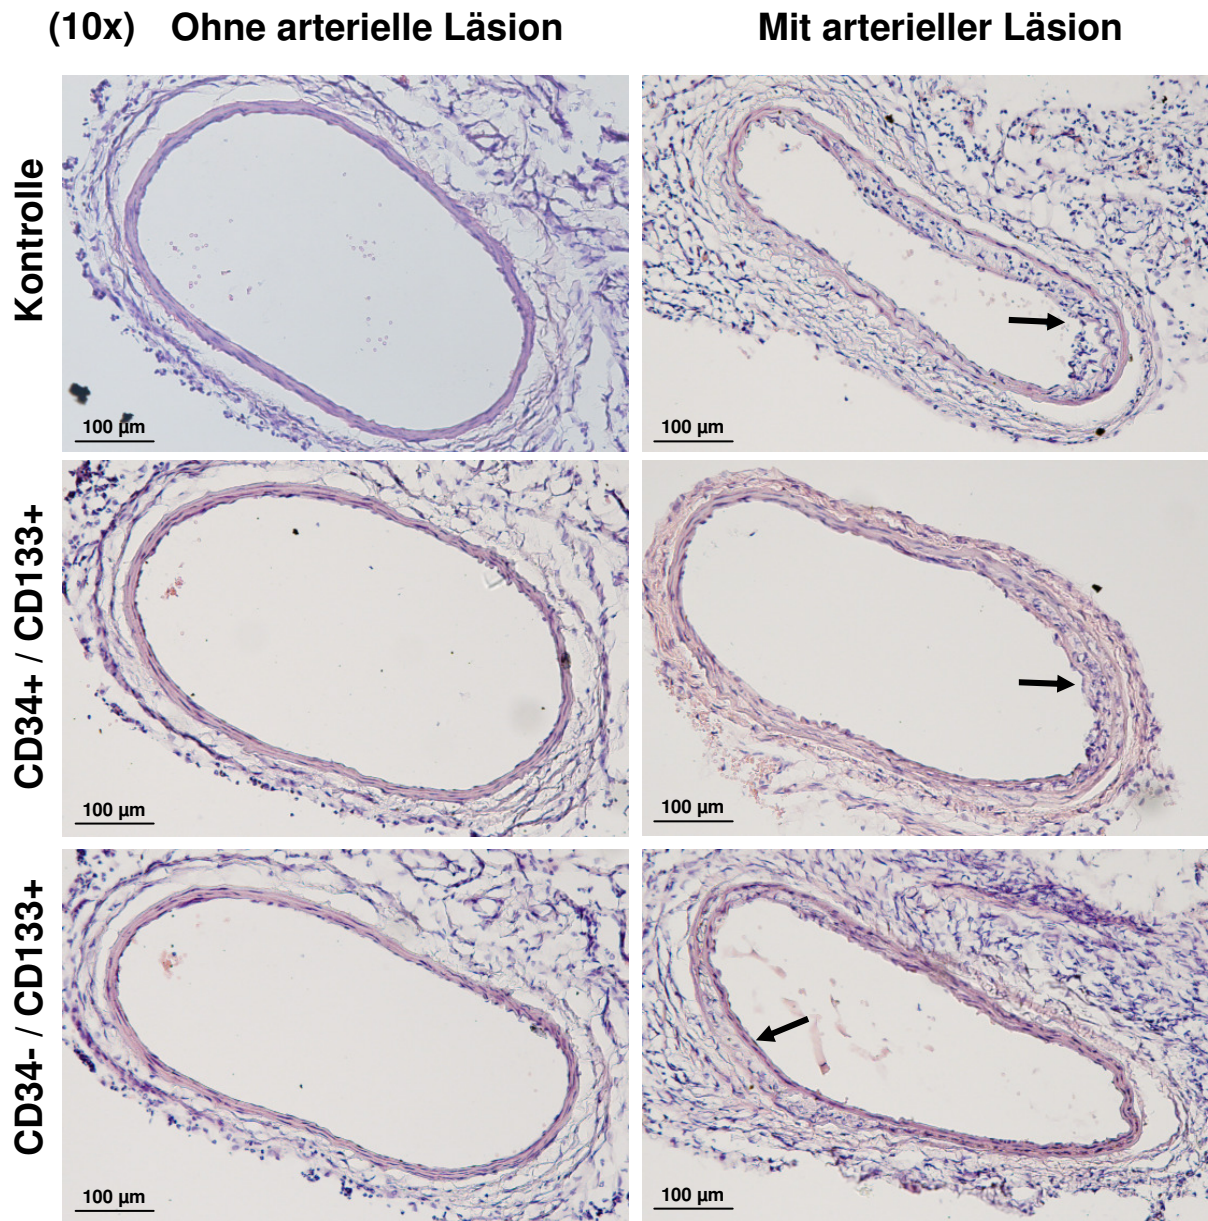 (10x) Ohne arterielle Läsion Mit arterieller Läsion
Kontrolle
100 µm
100 µm
CD34+ / CD133+
100 µm
100 µm
CD34- / CD133+
100 µm
100 µm